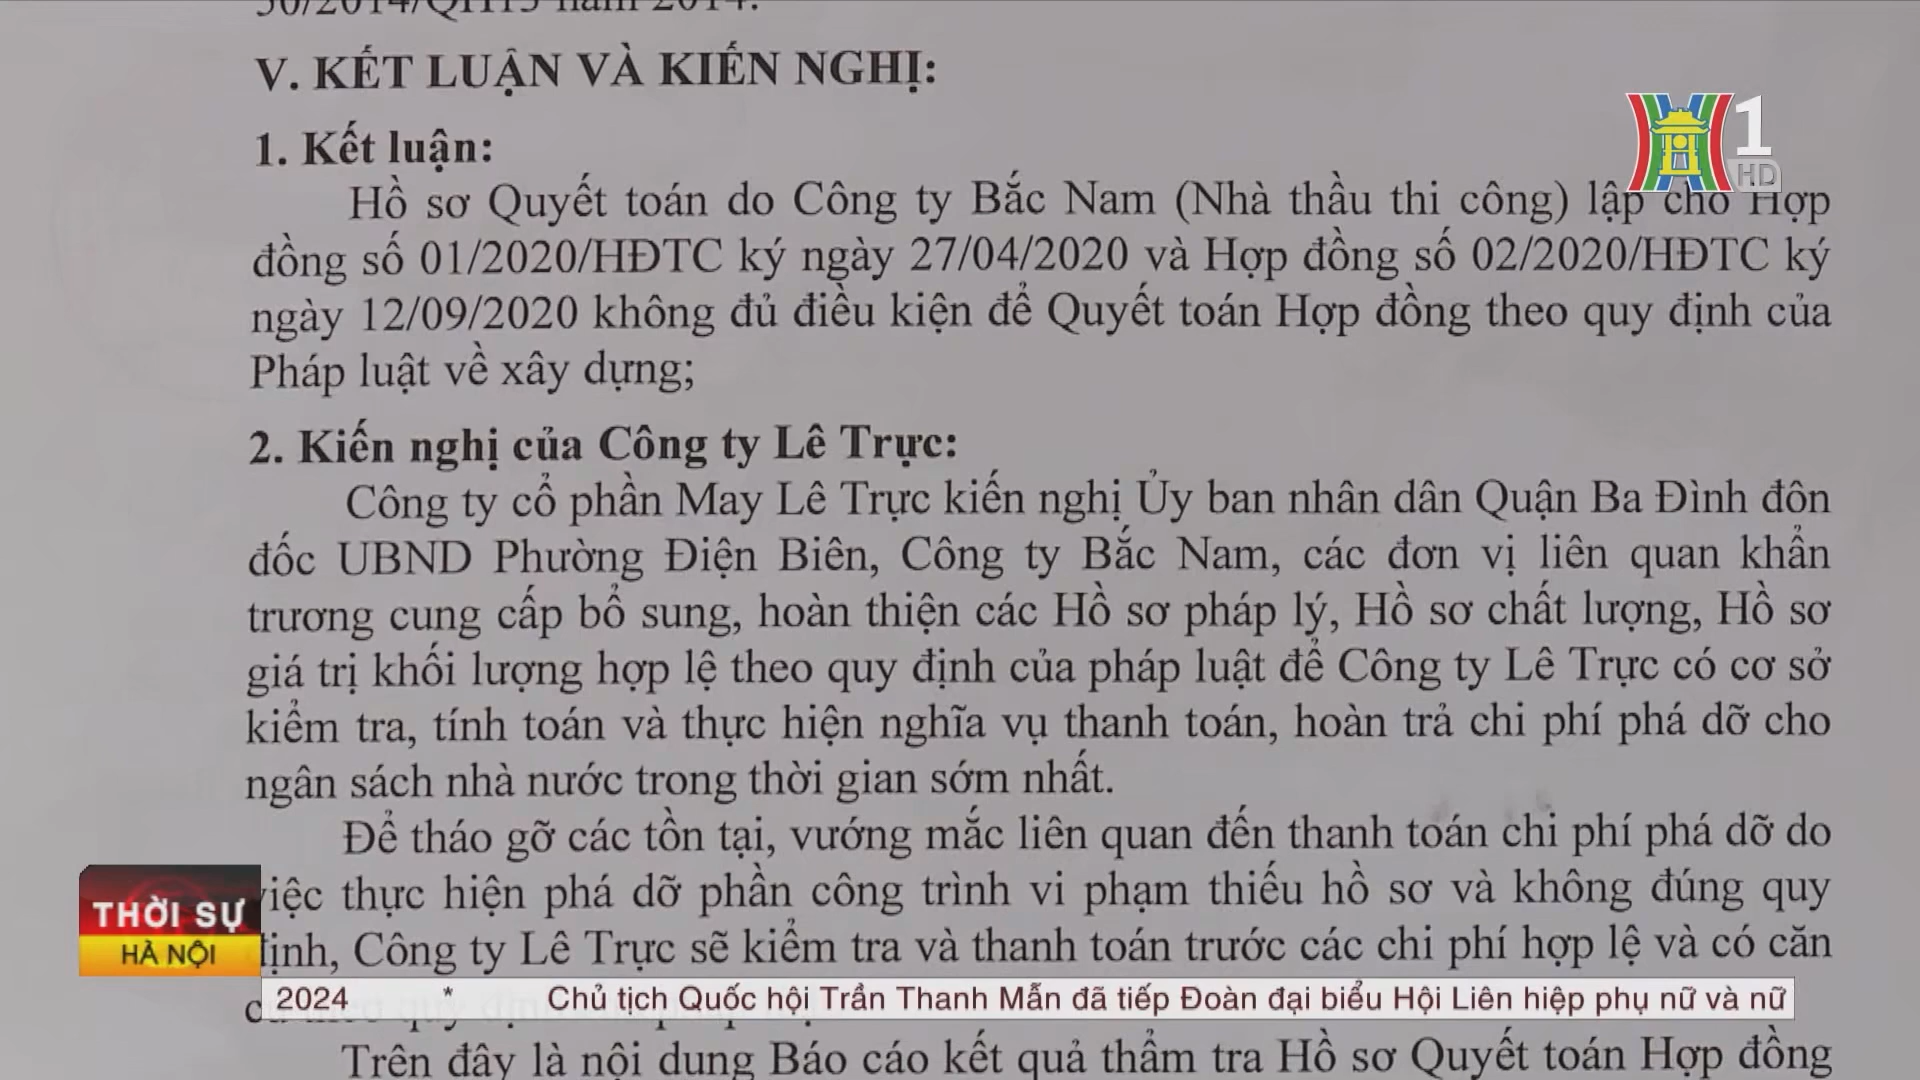 50/2014/QH13 năm 2014.
V. KẾT LUẬN VÀ KIẾN NGHỊ:
1. Kết luận:
Hồ sơ Quyết toán do Công ty Bắc Nam (Nhà thầu thi công) lập cho Hợp
đồng số 01/2020/HĐTC ký ngày 27/04/2020 và Hợp đồng số 02/2020/HĐTC ký
ngày 12/09/2020 không đủ điều kiện để Quyết toán Hợp đồng theo quy định của
Pháp luật về xây dựng;
2. Kiến nghị của Công ty Lê Trực:
Công ty cổ phần May Lê Trực kiến nghị Ủy ban nhân dân Quận Ba Đình đôn
đốc UBND Phường Điện Biên, Công ty Bắc Nam, các đơn vị liên quan khẩn
trương cung cấp bổ sung, hoàn thiện các Hồ sơ pháp lý, Hồ sơ chất lượng, Hồ sơ
giá trị khối lượng hợp lệ theo quy định của pháp luật để Công ty Lê Trực có cơ sở
kiểm tra, tính toán và thực hiện nghĩa vụ thanh toán, hoàn trả chi phí phá dỡ cho
ngân sách nhà nước trong thời gian sớm nhất.
Để tháo gỡ các tồn tại, vướng mắc liên quan đến thanh toán chi phí phá dỡ do
việc thực hiện phá dỡ phần công trình vi phạm thiếu hồ sơ và không đúng quy
định, Công ty Lê Trực sẽ kiểm tra và thanh toán trước các chi phí hợp lệ và có căn
Trên đây là nội dung Báo cáo kết quả thẩm tra Hồ sơ Quyết toán Hợp đồng
1
HD
THỜI SỰ
HÀ NỘI
2024 * Chủ tịch Quốc hội Trần Thanh Mẫn đã tiếp Đoàn đại biểu Hội Liên hiệp phụ nữ và nữ